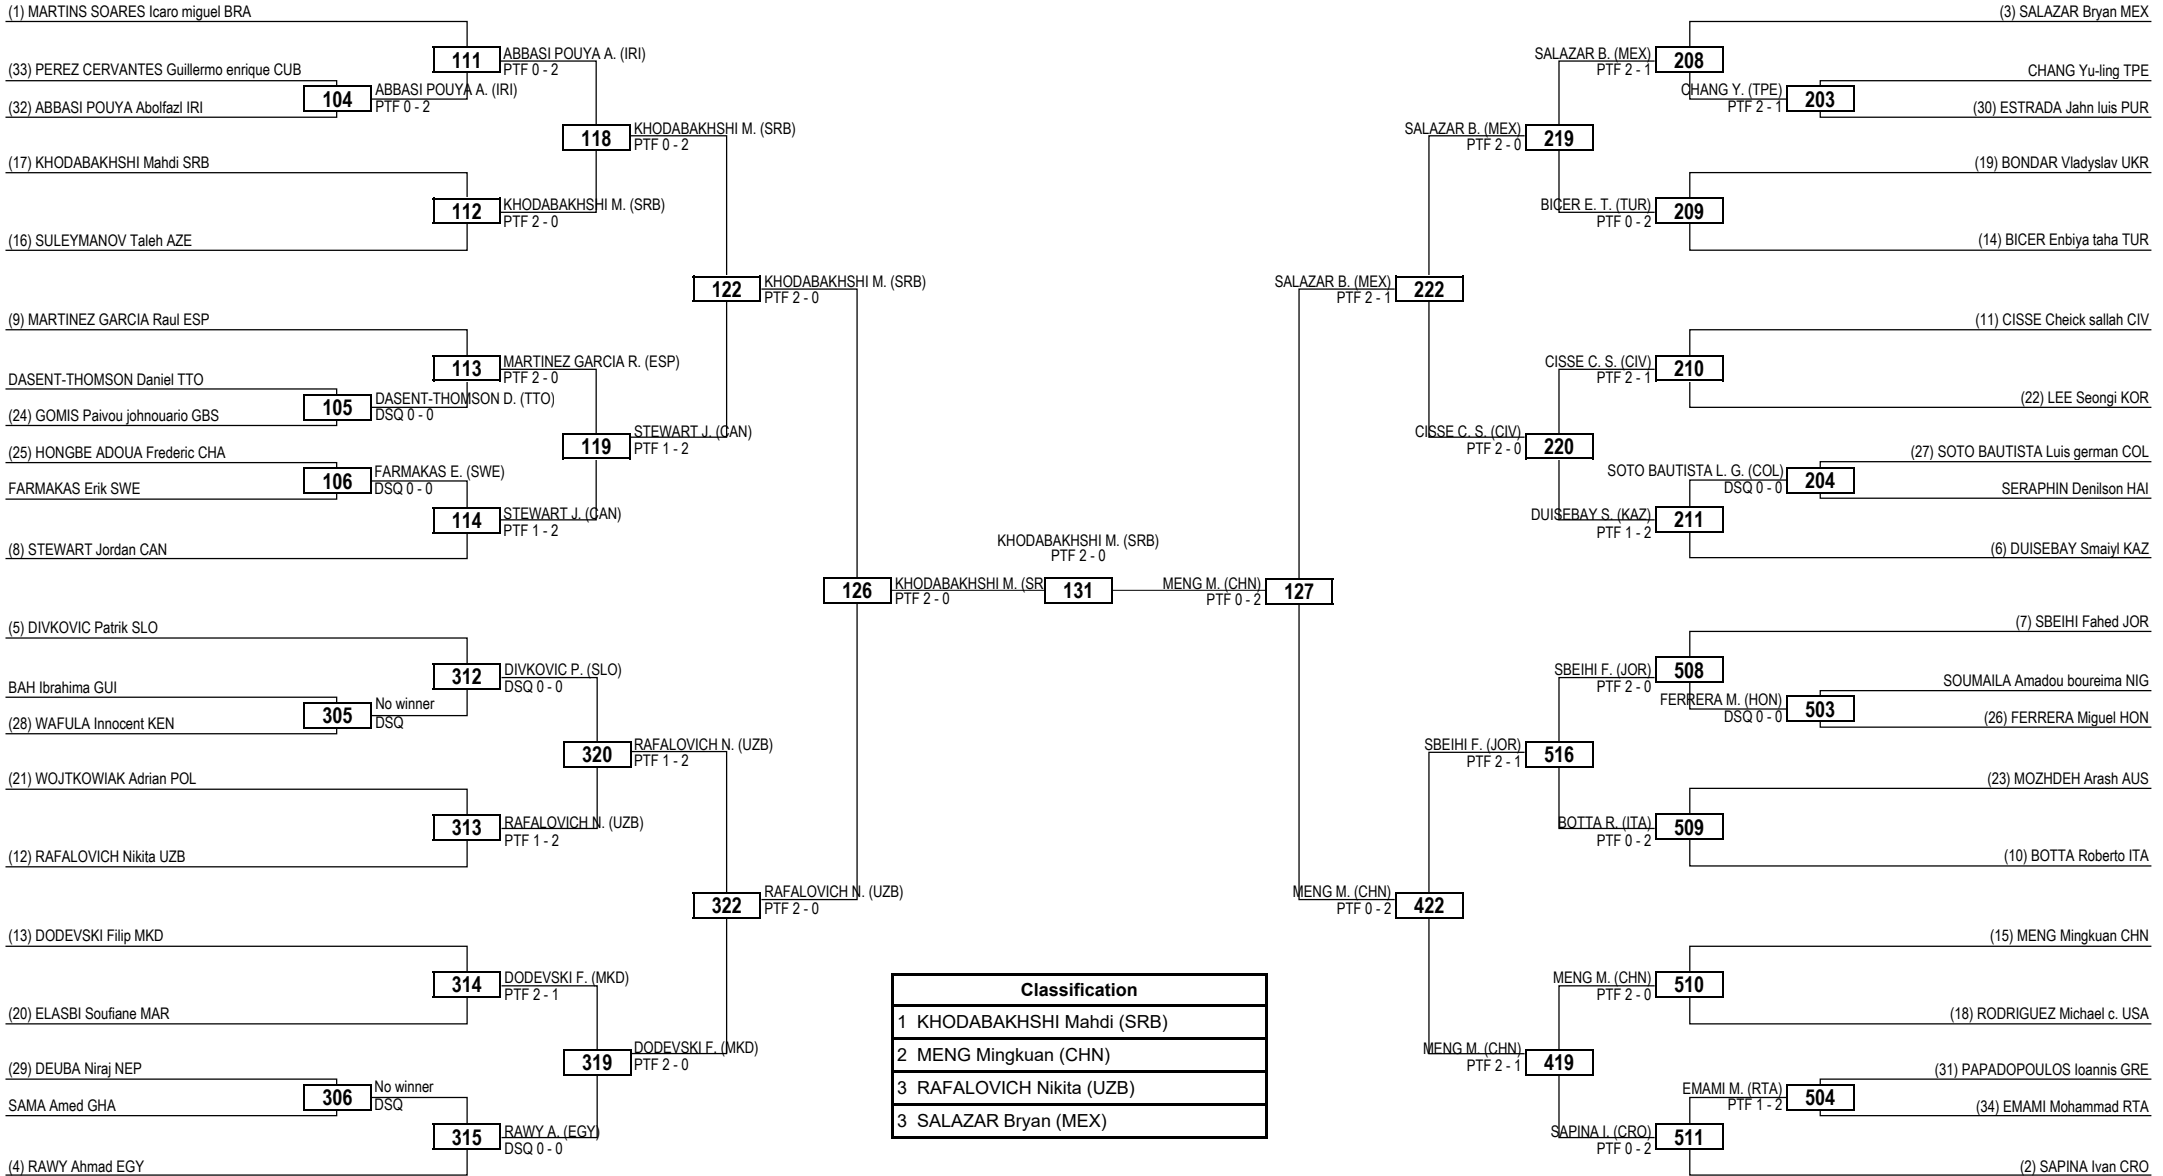 (1) MARTINS SOARES Icaro miguel BRA
(33) PEREZ CERVANTES Guillermo enrique CUB
(32) ABBASI POUYA Abolfazl IRI
(17) KHODABAKHSHI Mahdi SRB
(16) SULEYMANOV Taleh AZE
(9) MARTINEZ GARCIA Raul ESP
DASENT-THOMSON Daniel TTO
(24) GOMIS Paivou johnouario GBS
(25) HONGBE ADOUA Frederic CHA
FARMAKAS Erik SWE
(8) STEWART Jordan CAN
(5) DIVKOVIC Patrik SLO
BAH Ibrahima GUI
(28) WAFULA Innocent KEN
(21) WOJTKOWIAK Adrian POL
(12) RAFALOVICH Nikita UZB
(13) DODEVSKI Filip MKD
(20) ELASBI Soufiane MAR
(29) DEUBA Niraj NEP
SAMA Amed GHA
(4) RAWY Ahmad EGY
104
ABBASI POUYA A. (IRI)
PTF 0 - 2
105
DASENT-THOMSON D. (TTO)
DSQ 0 - 0
106
FARMAKAS E. (SWE)
DSQ 0 - 0
305
No winner
DSQ
306
No winner
DSQ
111
ABBASI POUYA A. (IRI)
PTF 0 - 2
112
KHODABAKHSHI M. (SRB)
PTF 2 - 0
113
MARTINEZ GARCIA R. (ESP)
PTF 2 - 0
114
STEWART J. (CAN)
PTF 1 - 2
312
DIVKOVIC P. (SLO)
DSQ 0 - 0
313
RAFALOVICH N. (UZB)
PTF 1 - 2
314
DODEVSKI F. (MKD)
PTF 2 - 1
315
RAWY A. (EGY)
DSQ 0 - 0
118
KHODABAKHSHI M. (SRB)
PTF 0 - 2
119
STEWART J. (CAN)
PTF 1 - 2
320
RAFALOVICH N. (UZB)
PTF 1 - 2
319
DODEVSKI F. (MKD)
PTF 2 - 0
122
KHODABAKHSHI M. (SRB)
PTF 2 - 0
322
RAFALOVICH N. (UZB)
PTF 2 - 0
126
KHODABAKHSHI M. (SR
PTF 2 - 0
KHODABAKHSHI M. (SRB)
PTF 2 - 0
131
MENG M. (CHN)
PTF 0 - 2
127
SALAZAR B. (MEX)
PTF 2 - 1
222
MENG M. (CHN)
PTF 0 - 2
422
SALAZAR B. (MEX)
PTF 2 - 0
219
CISSE C. S. (CIV)
PTF 2 - 0
220
SBEIHI F. (JOR)
PTF 2 - 1
516
MENG M. (CHN)
PTF 2 - 1
419
SALAZAR B. (MEX)
PTF 2 - 1
208
BICER E. T. (TUR)
PTF 0 - 2
209
CISSE C. S. (CIV)
PTF 2 - 1
210
DUISEBAY S. (KAZ)
PTF 1 - 2
211
SBEIHI F. (JOR)
PTF 2 - 0
508
BOTTA R. (ITA)
PTF 0 - 2
509
MENG M. (CHN)
PTF 2 - 0
510
SAPINA I. (CRO)
PTF 0 - 2
511
CHANG Y. (TPE)
PTF 2 - 1
203
SOTO BAUTISTA L. G. (COL)
DSQ 0 - 0
204
FERRERA M. (HON)
DSQ 0 - 0
503
EMAMI M. (RTA)
PTF 1 - 2
504
(3) SALAZAR Bryan MEX
CHANG Yu-ling TPE
(30) ESTRADA Jahn luis PUR
(19) BONDAR Vladyslav UKR
(14) BICER Enbiya taha TUR
(11) CISSE Cheick sallah CIV
(22) LEE Seongi KOR
(27) SOTO BAUTISTA Luis german COL
SERAPHIN Denilson HAI
(6) DUISEBAY Smaiyl KAZ
(7) SBEIHI Fahed JOR
SOUMAILA Amadou boureima NIG
(26) FERRERA Miguel HON
(23) MOZHDEH Arash AUS
(10) BOTTA Roberto ITA
(15) MENG Mingkuan CHN
(18) RODRIGUEZ Michael c. USA
(31) PAPADOPOULOS Ioannis GRE
(34) EMAMI Mohammad RTA
(2) SAPINA Ivan CRO
Classification
1 KHODABAKHSHI Mahdi (SRB)
2 MENG Mingkuan (CHN)
3 RAFALOVICH Nikita (UZB)
3 SALAZAR Bryan (MEX)